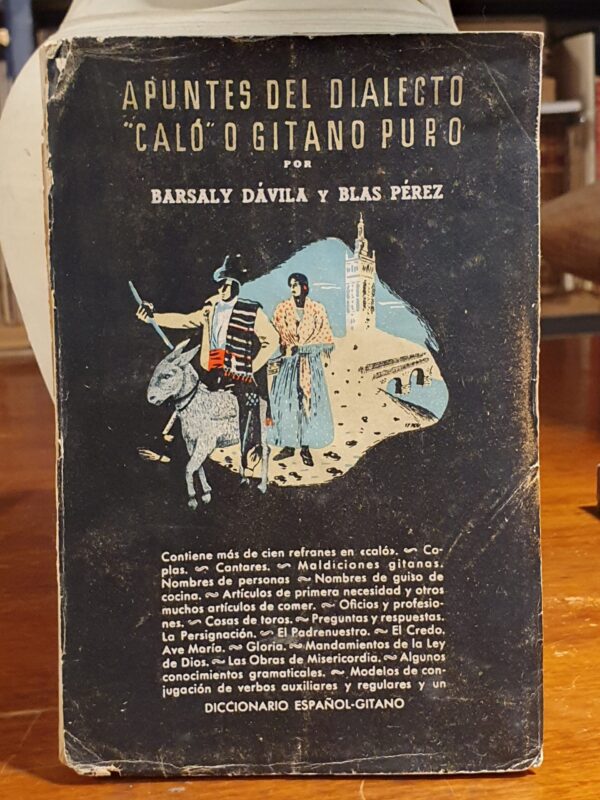 APUNTES DEL DIALECTO
"CALÓ" O GITANO PURO
POR
BARSALY DÁVILA Y BLAS PÉREZ
Contiene más de cien refranes en «caló». ~ Co-
plas. ~ Cantares. ~ Maldiciones gitanas.
Nombres de personas ~ Nombres de guiso de
cocina. ~ Artículos de primera necesidad y otros
muchos artículos de comer. ~ Oficios y profesio-
nes. ~ Cosas de toros. ~ Preguntas y respuestas.
La Persignación. ~ El Padrenuestro. ~ El Credo.
Ave María. ~ Gloria. ~ Mandamientos de la Ley
de Dios. ~ Las Obras de Misericordia. ~ Algunos
conocimientos gramaticales. ~ Modelos de con-
jugación de verbos auxiliares y regulares y un
DICCIONARIO ESPAÑOL-GITANO